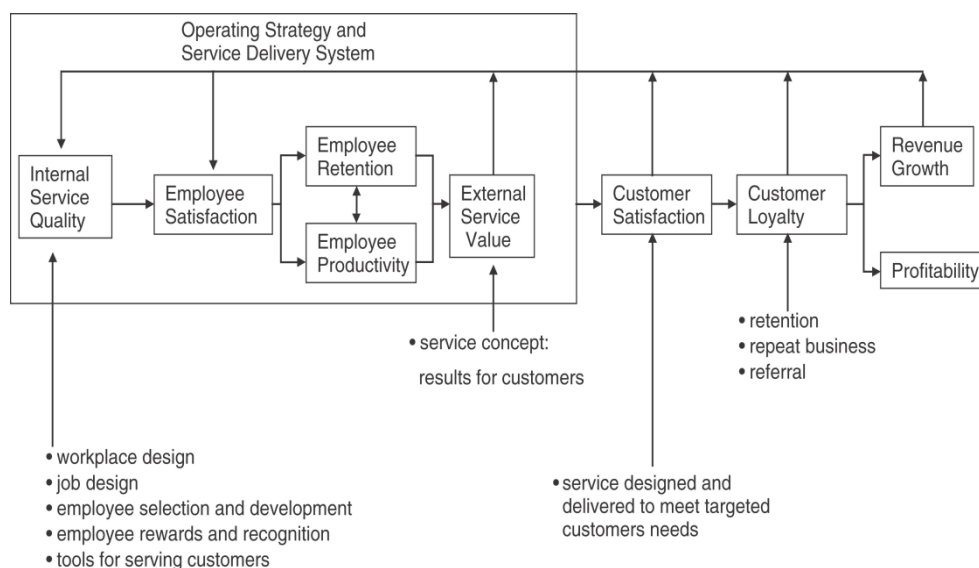 Operating Strategy and
Service Delivery System
Internal
Service
Quality
Employee
Satisfaction
Employee
Retention
Employee
Productivity
External
Service
Value
Customer
Satisfaction
Customer
Loyalty
Revenue
Growth
Profitability
• service concept:
results for customers
• retention
• repeat business
• referral
• workplace design
• job design
• employee selection and development
• employee rewards and recognition
• tools for serving customers
• service designed and
delivered to meet targeted
customers needs